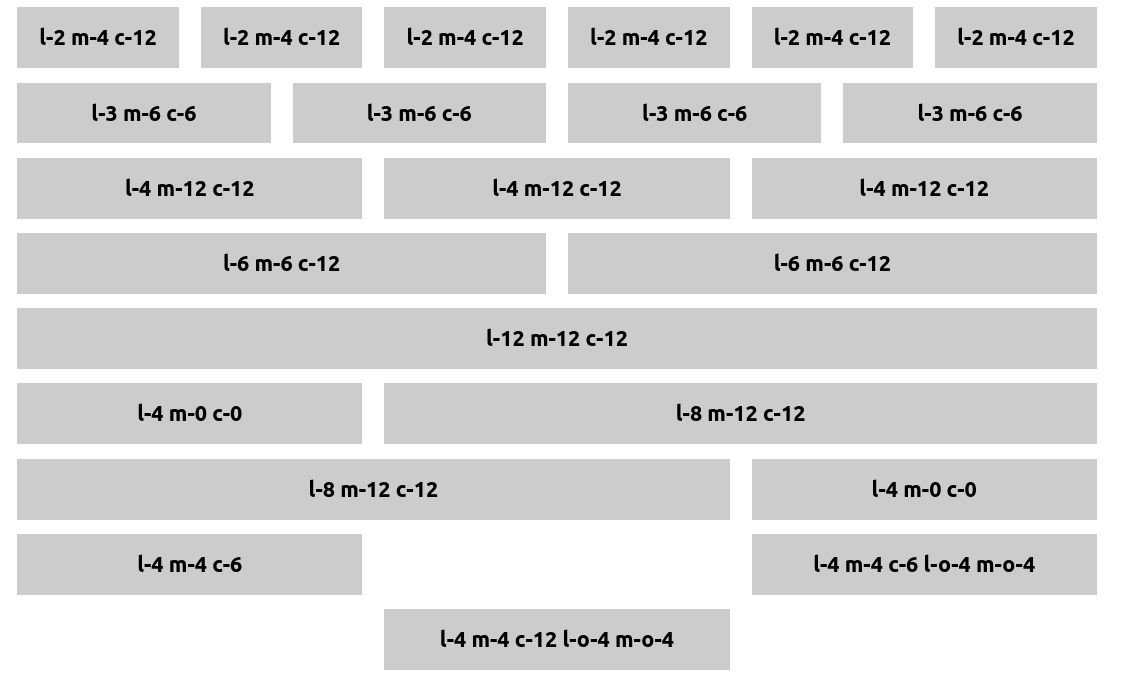 l-2 m-4 c-12 l-2 m-4 c-12 l-2 m-4 c-12 l-2 m-4 c-12 l-2 m-4 c-12 l-2 m-4 c-12
l-3 m-6 c-6 l-3 m-6 c-6 l-3 m-6 c-6 l-3 m-6 c-6
l-4 m-12 c-12 l-4 m-12 c-12 l-4 m-12 c-12
l-6 m-6 c-12 l-6 m-6 c-12
l-12 m-12 c-12
l-4 m-0 c-0 l-8 m-12 c-12
l-8 m-12 c-12 l-4 m-0 c-0
l-4 m-4 c-6 l-4 m-4 c-6 l-o-4 m-o-4
l-4 m-4 c-12 l-o-4 m-o-4